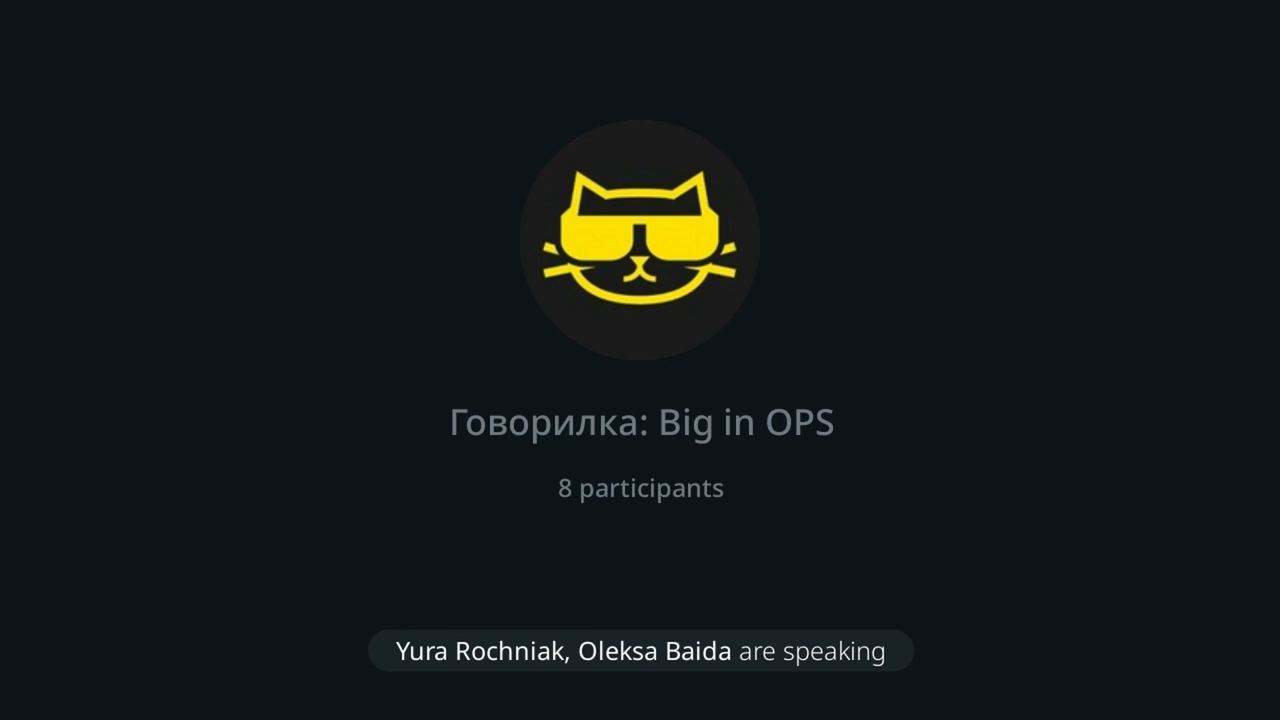 Говорилка: Big in OPS
8 participants
Yura Rochniak, Oleksa Baida are speaking